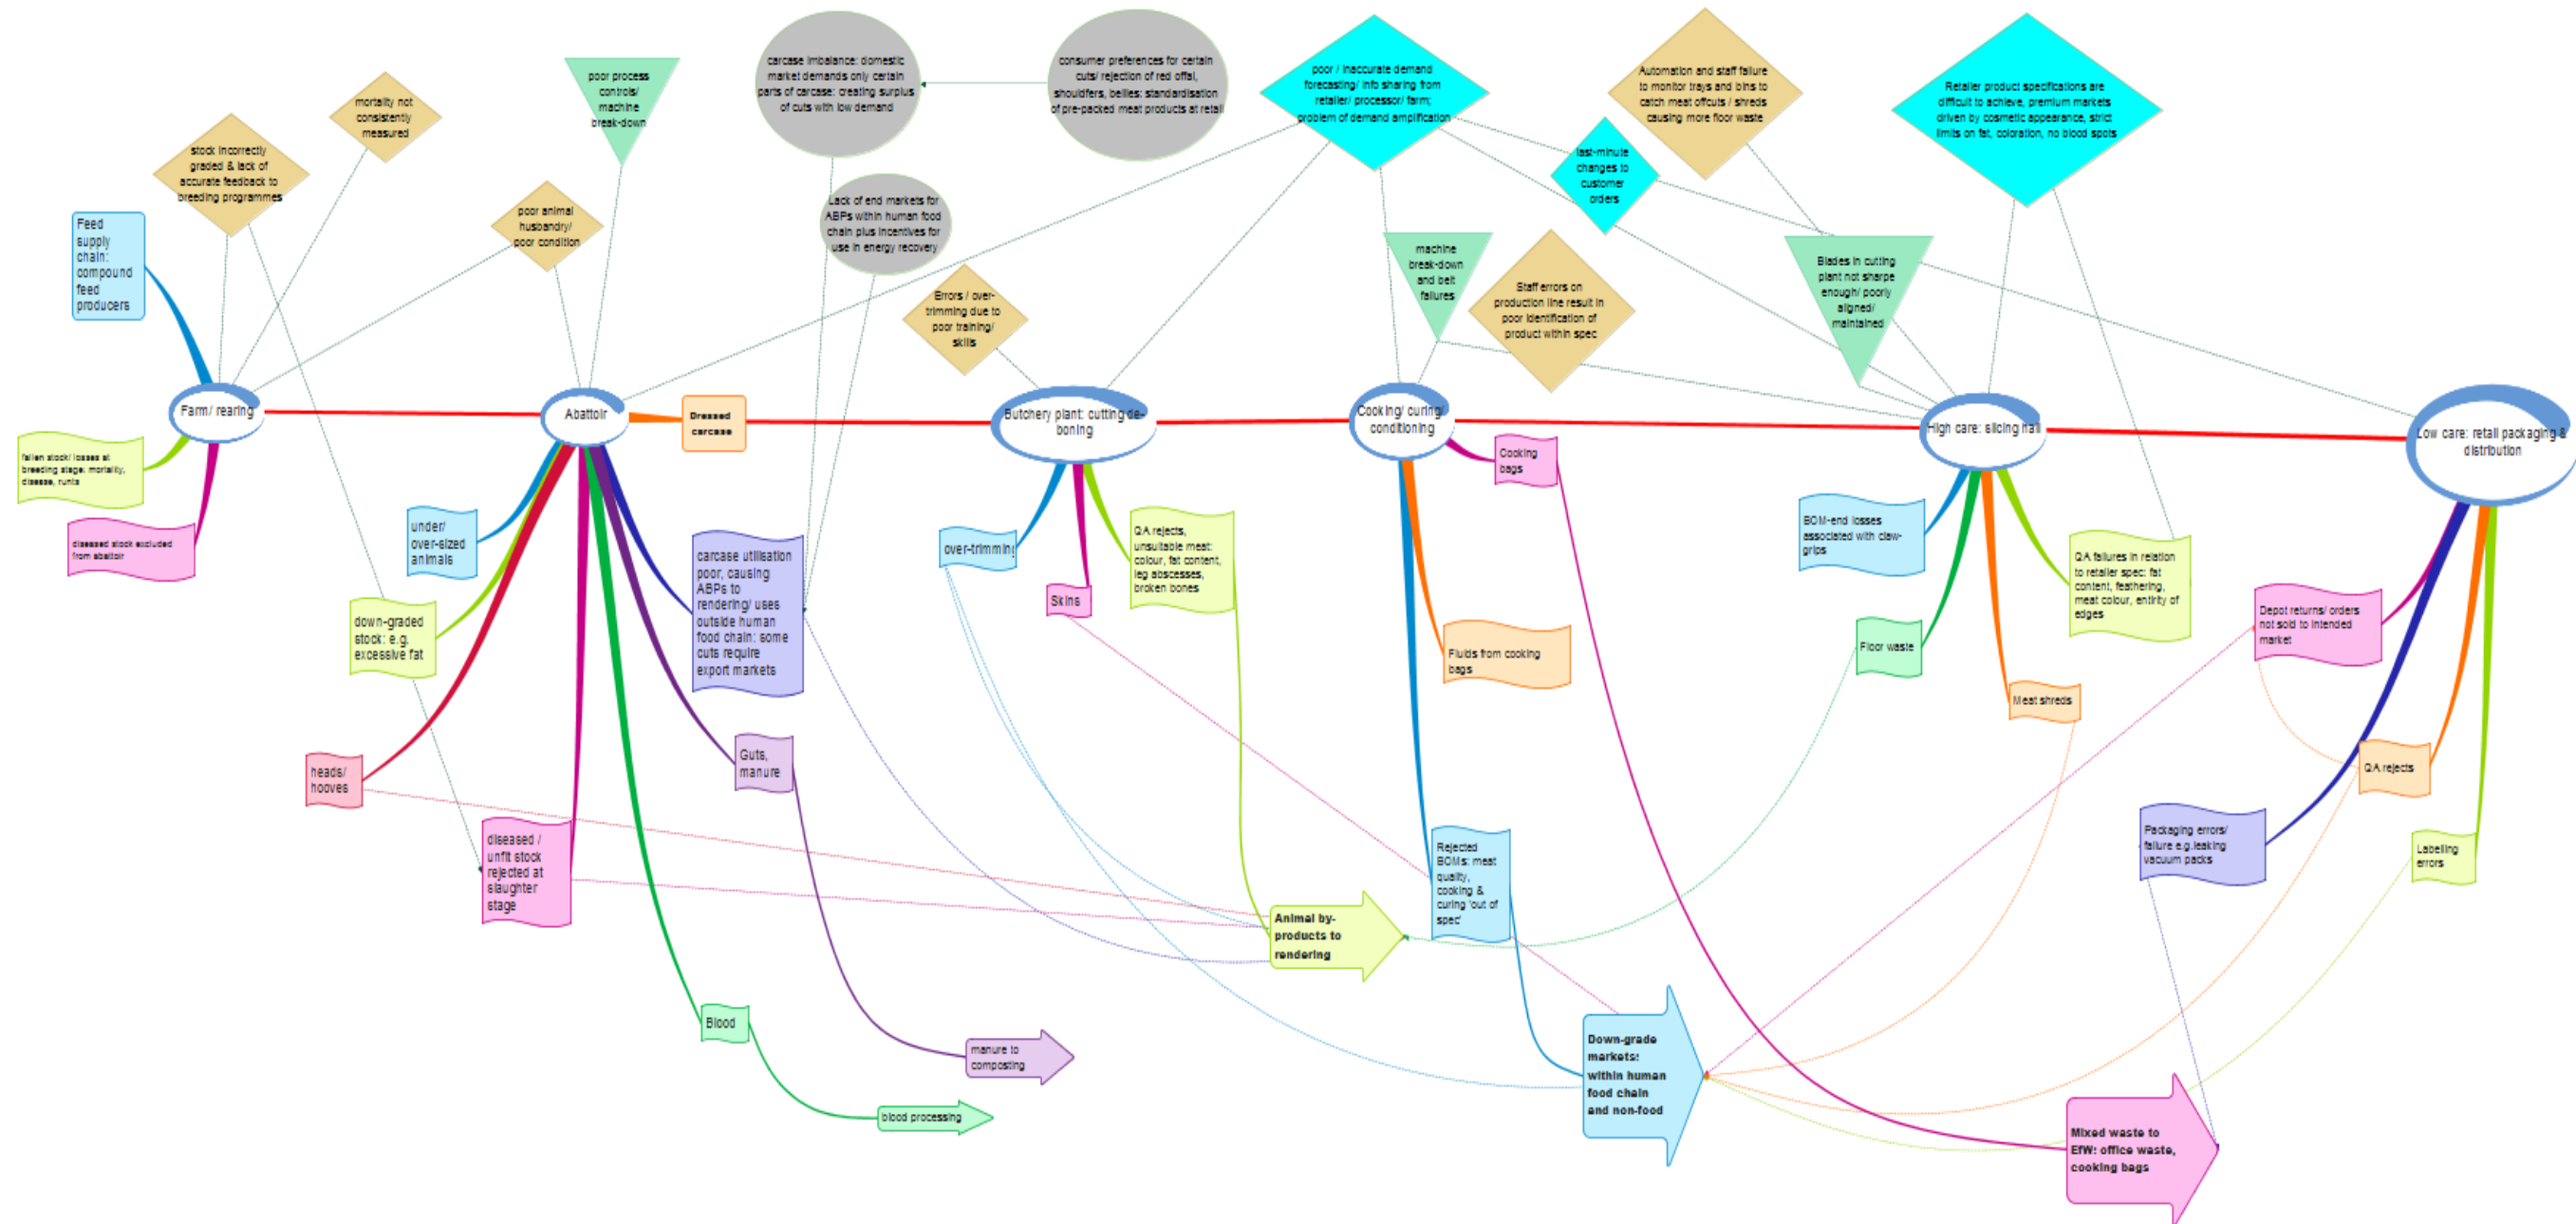 poor process
controls/
machine
break-down
carcase imbalance: domestic
market demands only certain
parts of carcase: creating surplus
of cuts with low demand
consumer preferences for certain
cuts/ rejection of red offal,
shouldfers, bellies: standardisation
of pre-packed meat products at retail
poor / inaccurate demand
forecasting/ info sharing from
retailer/ processor/ farm;
problem of demand amplification
Automation and staff failure
to monitor trays and bins to
catch meat offcuts / shreds
causing more floor waste
Retailer product specifications are
difficult to achieve, premium markets
driven by cosmetic appearance, strict
limits on fat, coloration, no blood spots
mortality not
consistently
measured
stock incorrectly
graded & lack of
accurate feedback to
breeding programmes
last-minute
changes to
customer
orders
poor animal
husbandry/
poor condition
Lack of end markets for
ABPs within human food
chain plus incentives for
use in energy recovery
Feed
supply
chain:
compound
feed
producers
Errors / over-
trimming due to
poor training/
skills
machine
break-down
and belt
failures
Staff errors on
production line result in
poor identification of
product within spec
Blades in cutting
plant not sharpe
enough/ poorly
aligned/
maintained
Farm/ rearing
Abattoir
Dressed
carcase
Butchery plant: cutting de-
boning
Cooking/ curing/
conditioning
High care: slicing hall
Low care: retail packaging &
distribution
fallen stock/ losses at
breeding stage: mortality,
disease, runts
diseased stock excluded
from abattoir
under/
over-sized
animals
down-graded
stock: e.g.
excessive fat
heads/
hooves
diseased /
unfit stock
rejected at
slaughter
stage
carcase utilisation
poor, causing
ABPs to
rendering/ uses
outside human
food chain: some
cuts require
export markets
Guts,
manure
Blood
manure to
composting
blood processing
over-trimming
Skins
QA rejects,
unsuitable meat:
colour, fat content,
leg abscesses,
broken bones
Cooking
bags
Fluids from cooking
bags
Rejected
BOMs: meat
quality,
cooking &
curing 'out of
spec'
Animal by-
products to
rendering
Down-grade
markets:
within human
food chain
and non-food
BOM-end losses
associated with claw-
grips
Floor waste
Meat shreds
QA failures in relation
to retailer spec: fat
content, feathering,
meat colour, entirity of
edges
Depot returns/ orders
not sold to intended
market
QA rejects
Packaging errors/
failure e.g.leaking
vacuum packs
Labelling
errors
Mixed waste to
EfW: office waste,
cooking bags